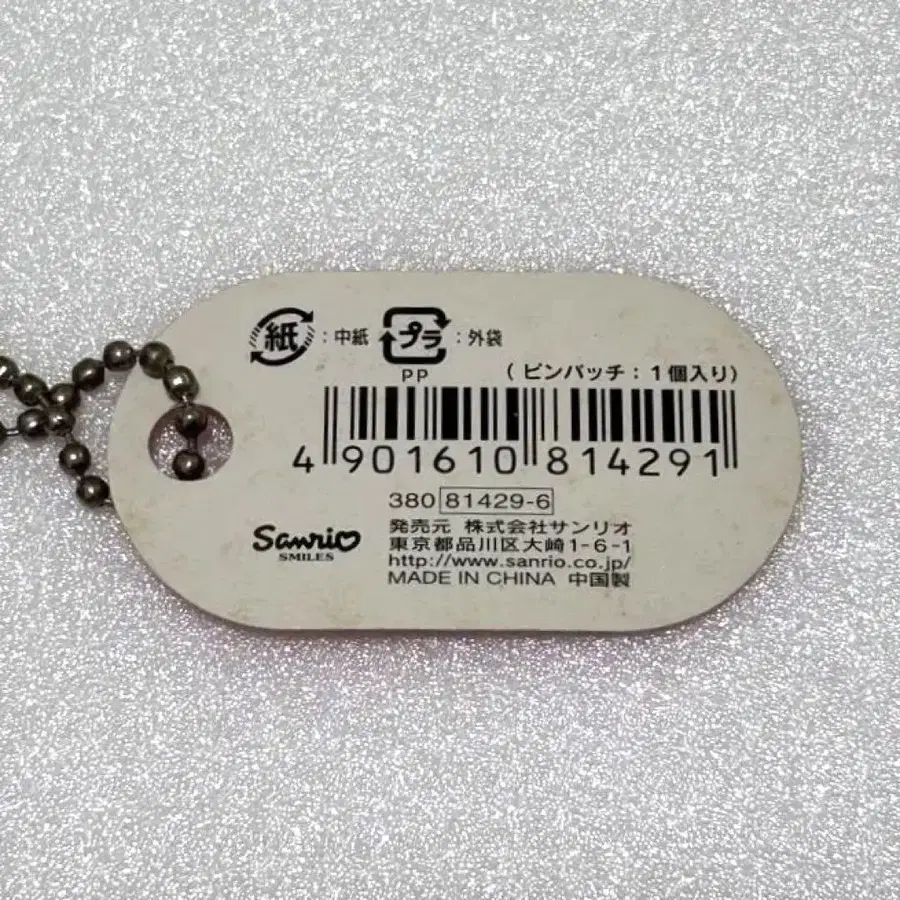 紙 : 中紙 プラ : 外袋
PP (ピンバッチ : 1個入り)
4 901610 814291
380 81429-6
発売元 株式会社サンリオ
東京都品川区大崎1-6-1
http://www.sanrio.co.jp/
MADE IN CHINA 中国製
Sanrio
SMILES